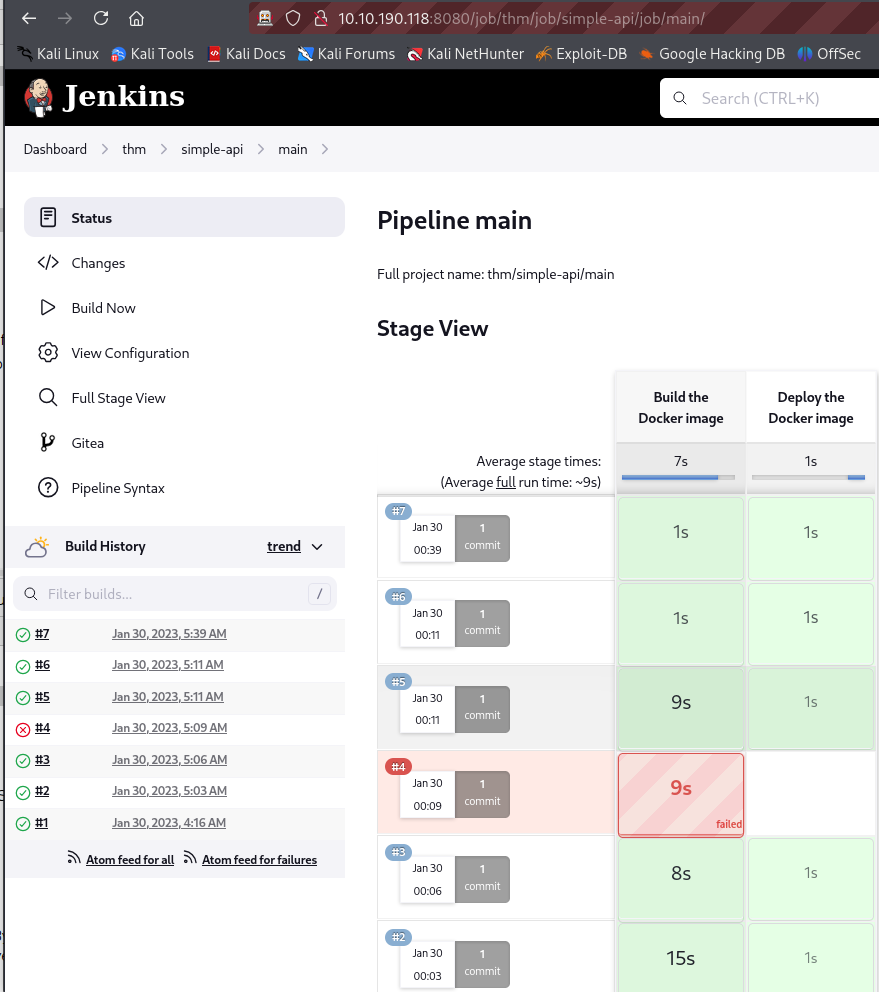 10.10.190.118:8080/job/thm/job/simple-api/job/main/
Kali Linux Kali Tools Kali Docs Kali Forums Kali NetHunter Exploit-DB Google Hacking DB OffSec
Jenkins
Search (CTRL+K)
Dashboard thm simple-api main
Status
Changes
Build Now
View Configuration
Full Stage View
Gitea
Pipeline Syntax
Build History trend
Filter builds... /
#7 Jan 30, 2023, 5:39 AM
#6 Jan 30, 2023, 5:11 AM
#5 Jan 30, 2023, 5:11 AM
#4 Jan 30, 2023, 5:09 AM
#3 Jan 30, 2023, 5:06 AM
#2 Jan 30, 2023, 5:03 AM
#1 Jan 30, 2023, 4:16 AM
Atom feed for all Atom feed for failures
Pipeline main
Full project name: thm/simple-api/main
Stage View
Build the
Docker image
Deploy the
Docker image
Average stage times:
(Average full run time: ~9s)
7s 1s
#7
Jan 30
00:39
1
commit
1s 1s
#6
Jan 30
00:11
1
commit
1s 1s
#5
Jan 30
00:11
1
commit
9s 1s
#4
Jan 30
00:09
1
commit
9s
failed
#3
Jan 30
00:06
1
commit
8s 1s
#2
Jan 30
00:03
1
commit
15s 1s